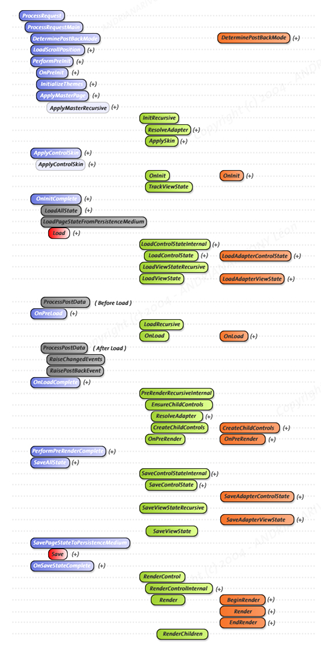 ProcessRequest
ProcessRequestMain
DeterminePostBackMode DeterminePostBackMode (+)
LoadScrollPosition (+)
PerformPreInit (+)
OnPreInit (+)
InitializeThemes (+)
ApplyMasterPage (+)
ApplyMasterRecursive (+)
InitRecursive
ResolveAdapter (+)
ApplySkin (+)
ApplyControlSkin (+)
ApplyControlSkin (+)
OnInit OnInit (+)
TrackViewState
OnInitComplete (+)
LoadAllState (+)
LoadPageStateFromPersistenceMedium
Load (+)
LoadControlStateInternal (+)
LoadControlState (+) LoadAdapterControlState (+)
LoadViewStateRecursive
LoadViewState LoadAdapterViewState (+)
ProcessPostData ( Before Load )
OnPreLoad (+)
LoadRecursive
OnLoad OnLoad (+)
ProcessPostData ( After Load )
RaiseChangedEvents
RaisePostBackEvent
OnLoadComplete (+)
PreRenderRecursiveInternal
EnsureChildControls
ResolveAdapter (+)
CreateChildControls CreateChildControls (+)
OnPreRender OnPreRender (+)
PerformPreRenderComplete (+)
SaveAllState (+)
SaveControlStateInternal (+)
SaveControlState (+)
SaveAdapterControlState (+)
SaveViewStateRecursive
SaveAdapterViewState (+)
SaveViewState
SavePageStateToPersistenceMedium
Save (+)
OnSaveStateComplete (+)
RenderControl
RenderControlInternal (+)
Render BeginRender (+)
Render (+)
EndRender (+)
RenderChildren